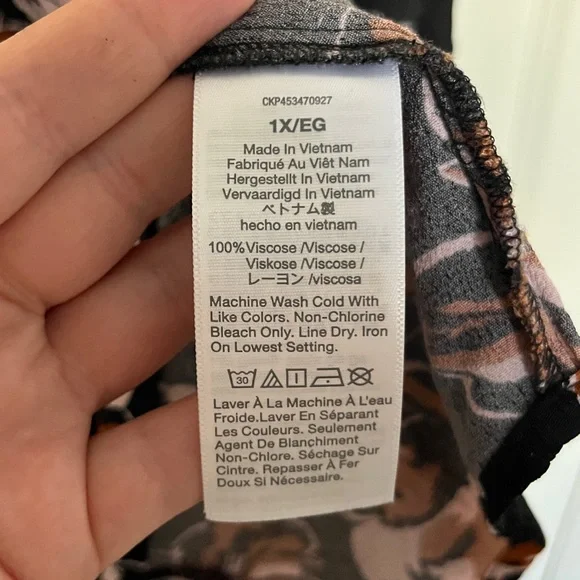 CKP453470927
1X/EG
Made In Vietnam
Fabriqué Au Viêt Nam
Hergestellt In Vietnam
Vervaardigd In Vietnam
ベトナム製
hecho en vietnam
100%Viscose /Viscose /
Viskose /Viscose /
レーヨン /viscosa
Machine Wash Cold With
Like Colors. Non-Chlorine
Bleach Only. Line Dry. Iron
On Lowest Setting.
30
Laver À La Machine À L'eau
Froide.Laver En Séparant
Les Couleurs. Seulement
Agent De Blanchiment
Non-Chlore. Séchage Sur
Cintre. Repasser À Fer
Doux Si Nécessaire.